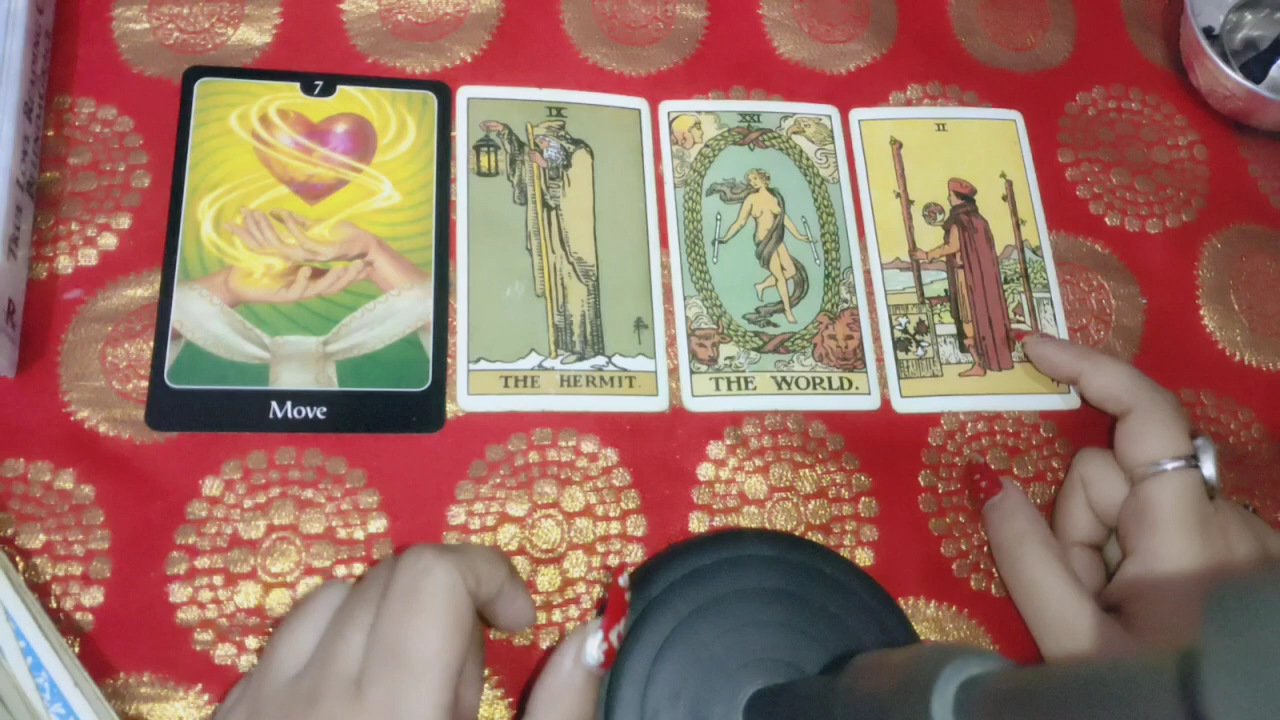 7
Move
IX
THE HERMIT.
XXI
THE WORLD.
II